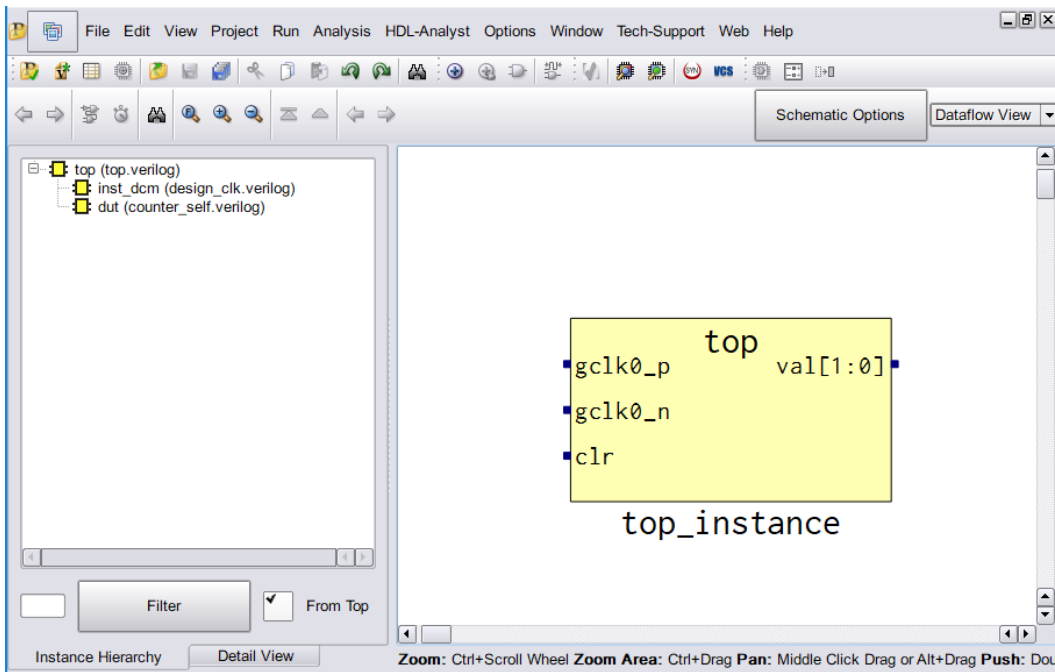 File Edit View Project Run Analysis HDL-Analyst Options Window Tech-Support Web Help
SYN VCS
Schematic Options Dataflow View
top (top.verilog)
inst_dcm (design_clk.verilog)
dut (counter_self.verilog)
top
gclk0_p val[1:0]
gclk0_n
clr
top_instance
Filter From Top
Instance Hierarchy Detail View
Zoom: Ctrl+Scroll Wheel Zoom Area: Ctrl+Drag Pan: Middle Click Drag or Alt+Drag Push: Dou